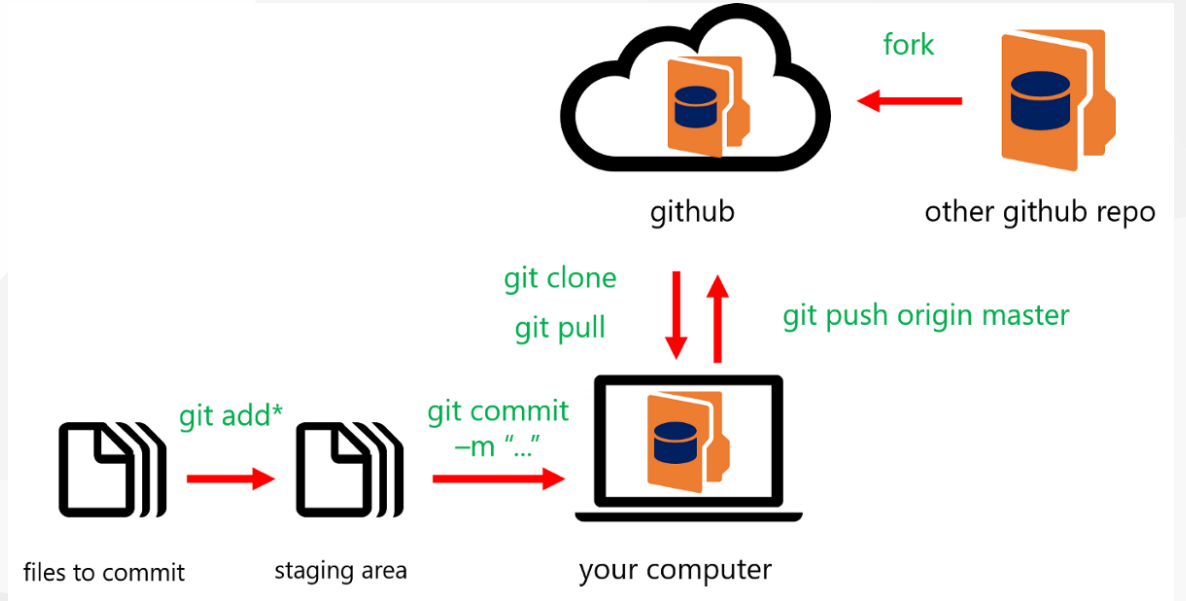 fork
github
other github repo
git clone
git pull
git push origin master
git add*
git commit
–m “...”
files to commit
staging area
your computer